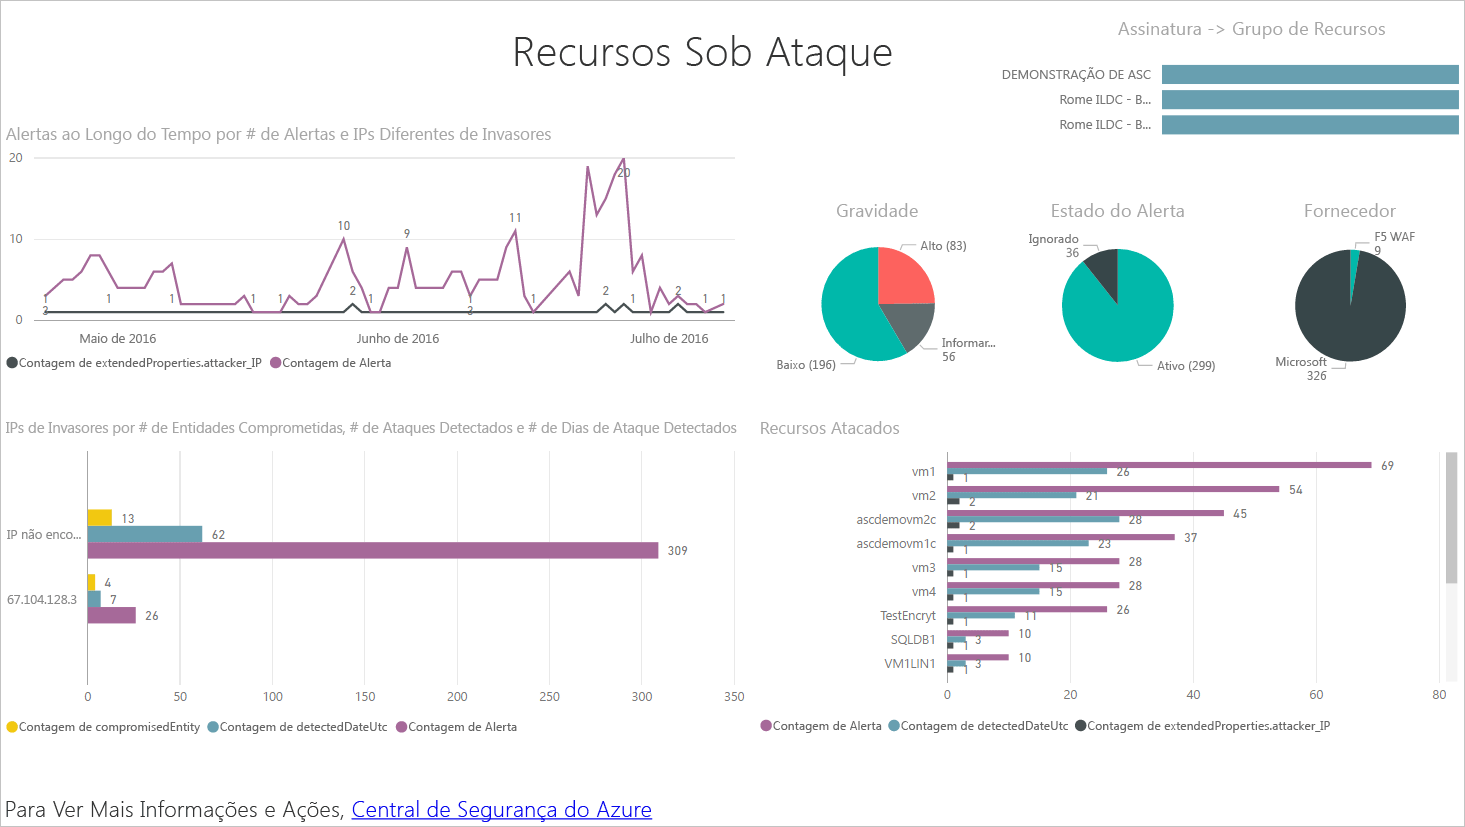 Recursos Sob Ataque
Assinatura -> Grupo de Recursos
DEMONSTRAÇÃO DE ASC
Rome ILDC - B...
Rome ILDC - B...
Alertas ao Longo do Tempo por # de Alertas e IPs Diferentes de Invasores
20
10
0
1
3
1
1
1
1
10
2
1
9
1
3
11
1
2
20
1
2
1
1
Maio de 2016
Junho de 2016
Julho de 2016
Contagem de extendedProperties.attacker_IP
Contagem de Alerta
Gravidade
Alto (83)
Informar...
56
Baixo (196)
Estado do Alerta
Ignorado
36
Ativo (299)
Fornecedor
F5 WAF
9
Microsoft
326
IPs de Invasores por # de Entidades Comprometidas, # de Ataques Detectados e # de Dias de Ataque Detectados
IP não enco...
13
62
309
67.104.128.3
4
7
26
0 50 100 150 200 250 300 350
Contagem de compromisedEntity
Contagem de detectedDateUtc
Contagem de Alerta
Recursos Atacados
vm1 69 26 1
vm2 54 21 2
ascdemovm2c 45 28 2
ascdemovm1c 37 23 1
vm3 28 15 1
vm4 28 15 1
TestEncryt 26 11 1
SQLDB1 10 3 1
VM1LIN1 10 3 1
0 20 40 60 80
Contagem de Alerta
Contagem de detectedDateUtc
Contagem de extendedProperties.attacker_IP
Para Ver Mais Informações e Ações, Central de Segurança do Azure